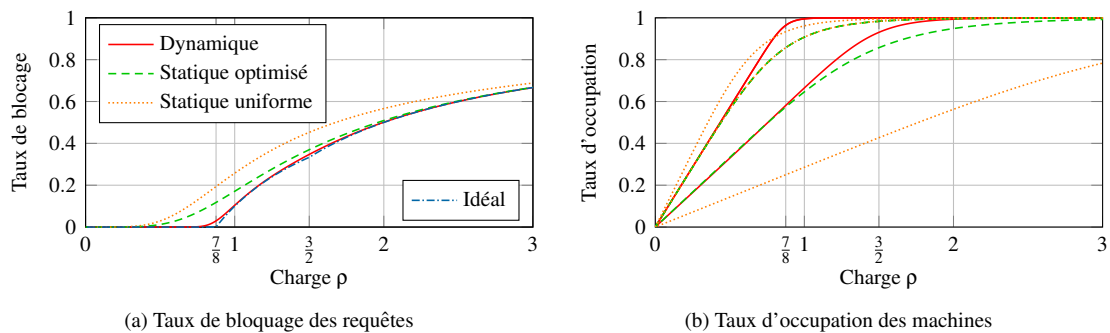 Taux de blocage
1
0.8
0.6
0.4
0.2
0
Dynamique
Statique optimisé
Statique uniforme
Idéal
0
7/8
1
3/2
2
3
Charge ρ
(a) Taux de bloquage des requêtes
Taux d'occupation
1
0.8
0.6
0.4
0.2
0
0
7/8
1
3/2
2
3
Charge ρ
(b) Taux d'occupation des machines